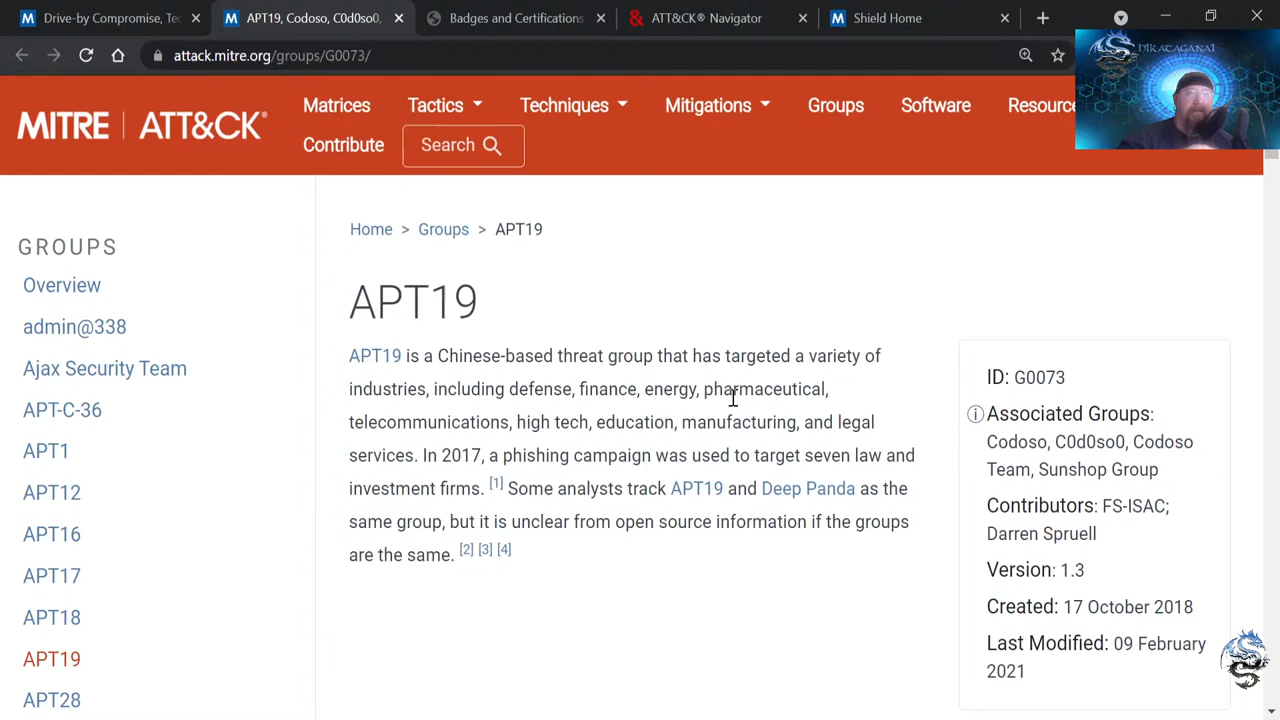 Drive-by Compromise, Te
APT19, Codoso, C0d0so0,
Badges and Certifications
ATT&CK® Navigator
Shield Home
attack.mitre.org/groups/G0073/
HIKATAGANAI
MITRE | ATT&CK®
Matrices
Tactics
Techniques
Mitigations
Groups
Software
Resource
Contribute
Search
GROUPS
Overview
admin@338
Ajax Security Team
APT-C-36
APT1
APT12
APT16
APT17
APT18
APT19
APT28
Home > Groups > APT19
APT19
APT19 is a Chinese-based threat group that has targeted a variety of
industries, including defense, finance, energy, pharmaceutical,
telecommunications, high tech, education, manufacturing, and legal
services. In 2017, a phishing campaign was used to target seven law and
investment firms. [1] Some analysts track APT19 and Deep Panda as the
same group, but it is unclear from open source information if the groups
are the same. [2] [3] [4]
ID: G0073
Associated Groups:
Codoso, C0d0so0, Codoso
Team, Sunshop Group
Contributors: FS-ISAC;
Darren Spruell
Version: 1.3
Created: 17 October 2018
Last Modified: 09 February
2021